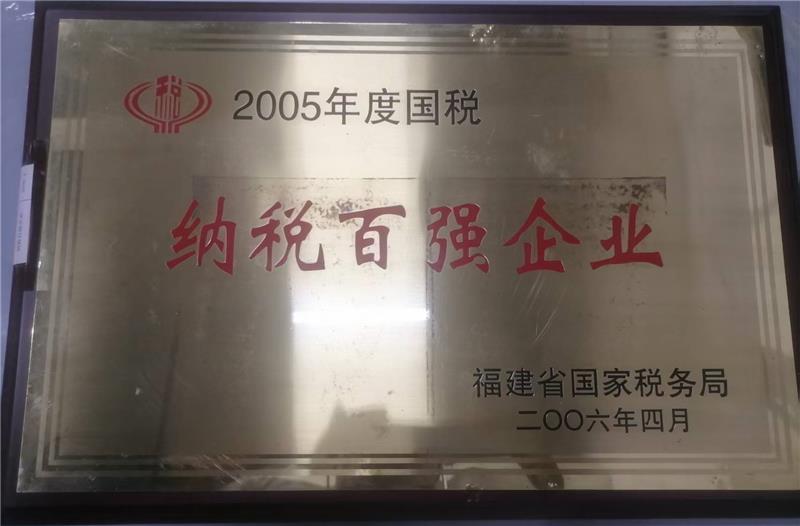 税
2005年度国税
纳税百强企业
福建省国家税务局
二〇〇六年四月